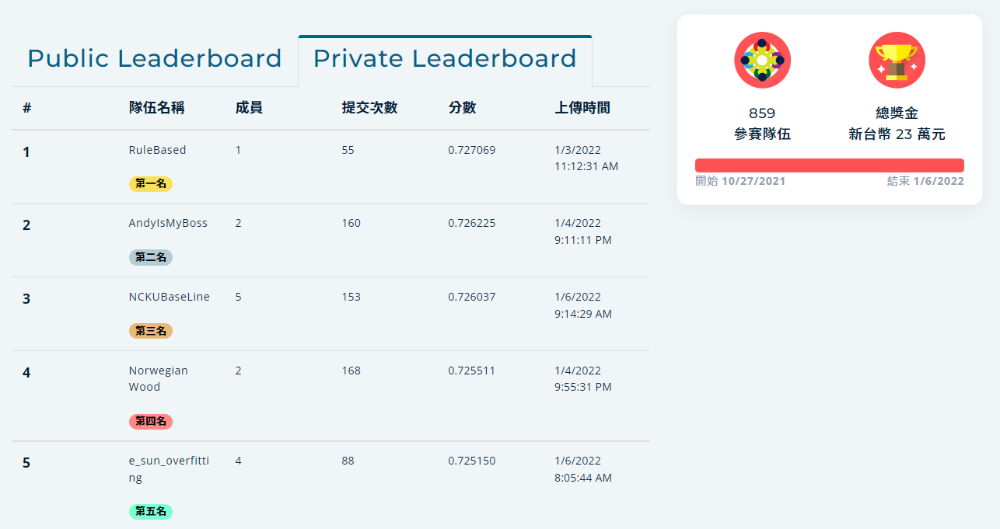 Public Leaderboard
Private Leaderboard
# 隊伍名稱 成員 提交次數 分數 上傳時間
1 RuleBased 1 55 0.727069 1/3/2022
11:12:31 AM
第一名
2 AndyIsMyBoss 2 160 0.726225 1/4/2022
9:11:11 PM
第二名
3 NCKUBaseLine 5 153 0.726037 1/6/2022
9:14:29 AM
第三名
4 Norwegian 2 168 0.725511 1/4/2022
Wood 9:55:31 PM
第四名
5 e_sun_overfitti 4 88 0.725150 1/6/2022
ng 8:05:44 AM
第五名
859
參賽隊伍
總獎金
新台幣 23 萬元
開始 10/27/2021
結束 1/6/2022